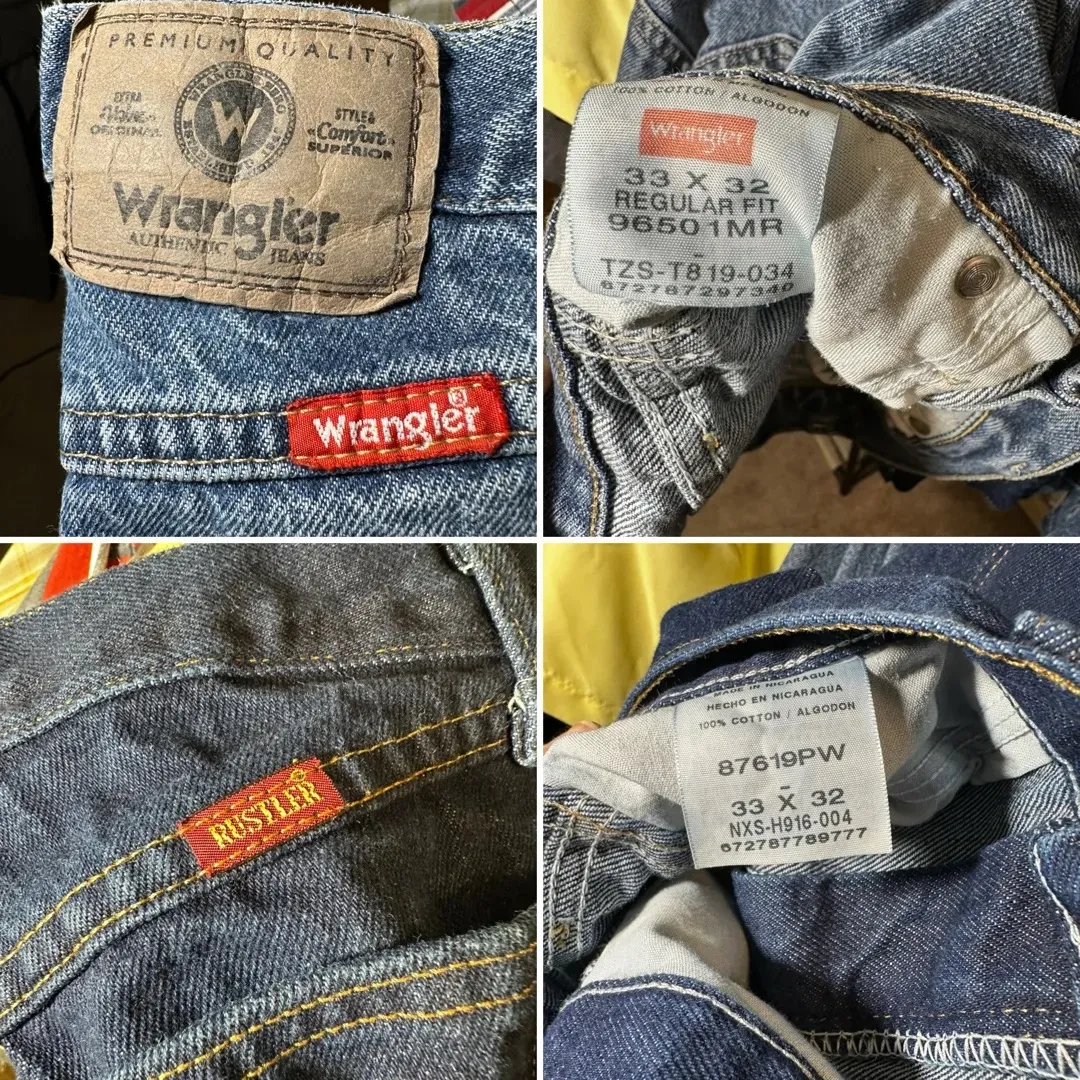 PREMIUM QUALITY
EXTRA
Value
ORIGINAL
W
STYLE &
Comfort
SUPERIOR
Wrangler
AUTHENTIC JEANS
Wrangler®
100% COTTON / ALGODON
Wrangler
33 X 32
REGULAR FIT
96501MR
-
TZS-T819-034
672787297340
RUSTLER®
MADE IN NICARAGUA
HECHO EN NICARAGUA
100% COTTON / ALGODON
87619PW
-
33 X 32
NXS-H916-004
672787789777